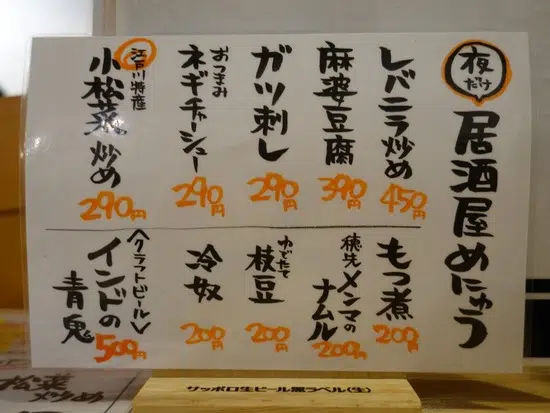 夜だけ
居酒屋めにゅう
レバニラ炒め
450円
麻婆豆腐
390円
ガツ刺し
290円
おつまみ
ネギチャーシュー
290円
江戸川特産
小松菜炒め
290円
もつ煮
200円
穂先メンマの
ナムル
200円
ゆでたて
枝豆
200円
冷奴
200円
〈クラフトビール〉
インドの
青鬼
500円
サッポロ生ビール黒ラベル(生)
松菜炒め